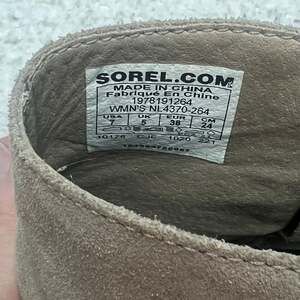 SOREL.COM
MADE IN CHINA
Fabriqué En Chine
1978191264
WMN'S NL4370-264
USA UK EUR CM
7 5 38 24